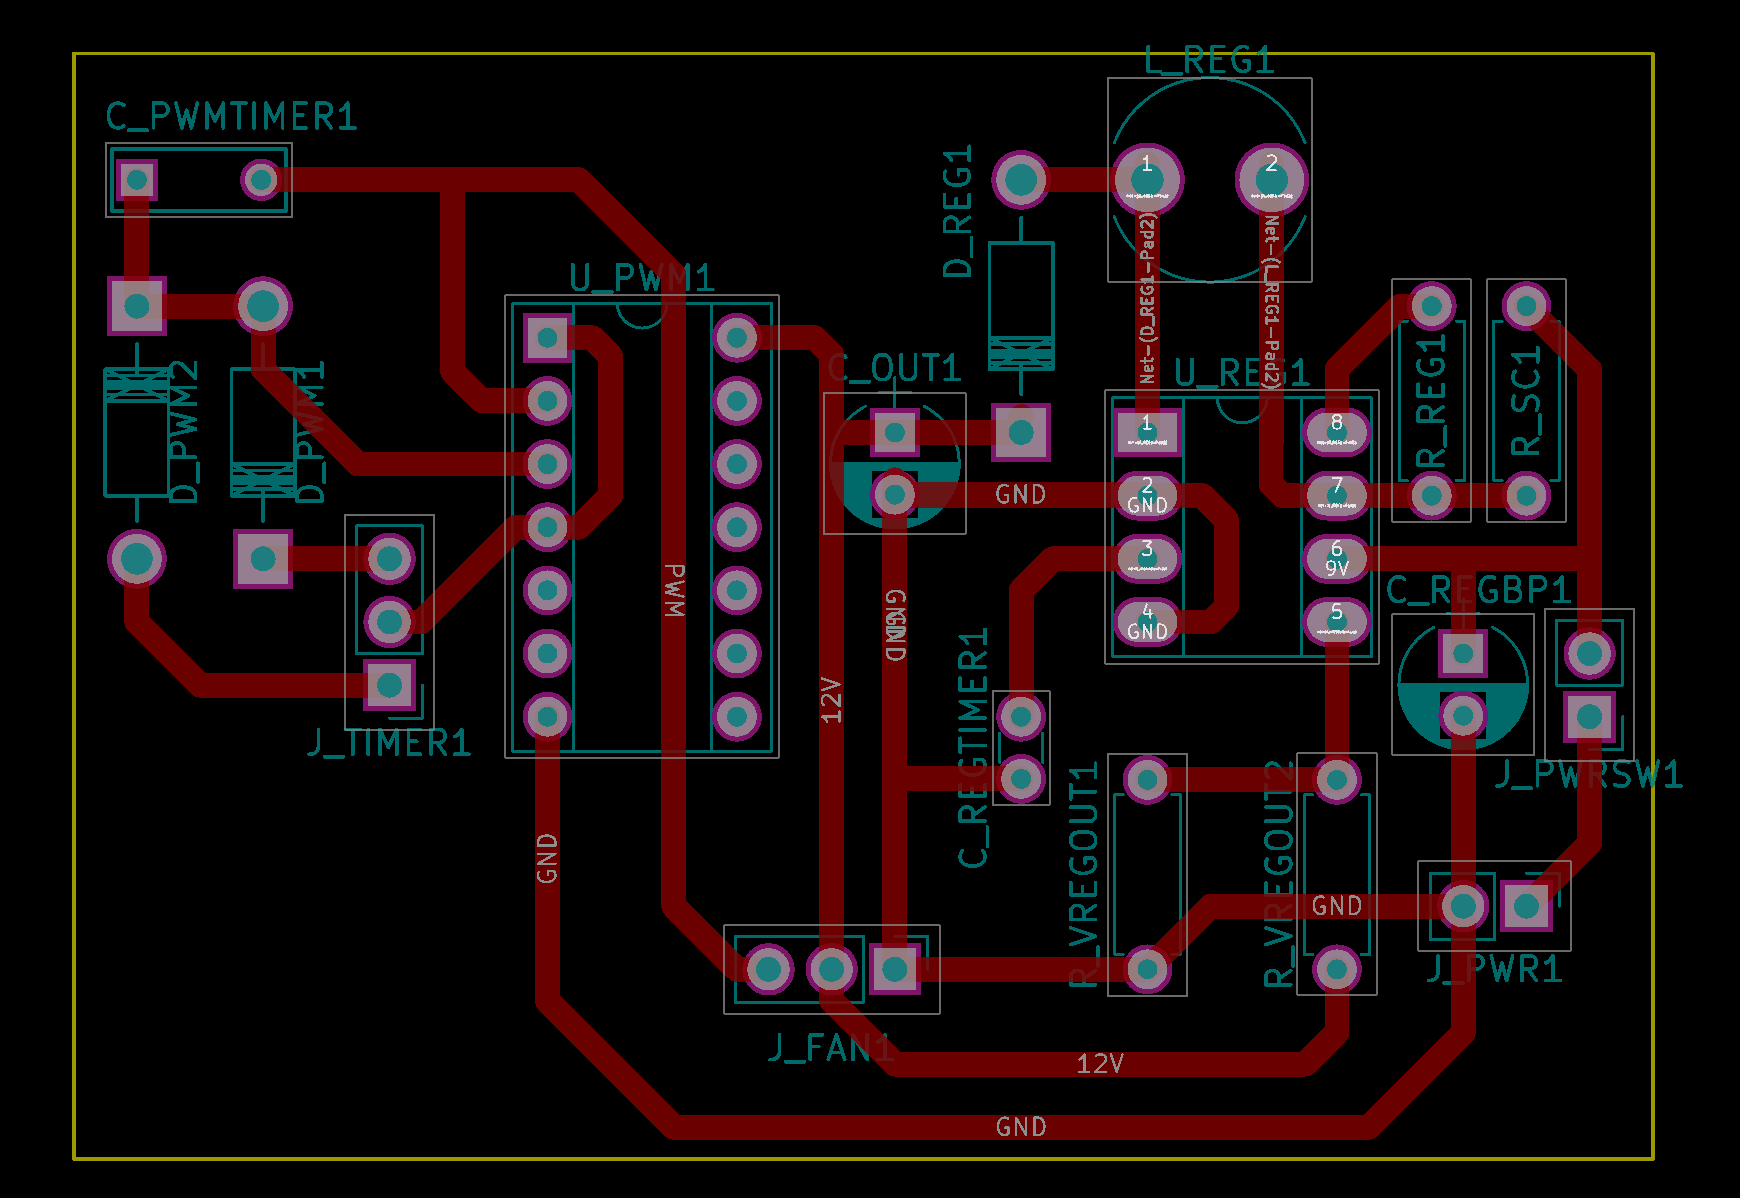 L_REG1
C_PWMTIMER1
D_REG1
1
2
Net-(D_REG1-Pad2)
Net-(L_REG1-Pad2)
U_PWM1
C_OUT1
U_REG1
R_REG1
R_SC1
D_PWM2
D_PWM1
1
8
2
GND
7
GND
3
6
9V
4
GND
5
PWM
GND
C_REGBP1
C_REGTIMER1
12V
J_TIMER1
J_PWRSW1
R_VREGOUT1
R_VREGOUT2
GND
GND
J_PWR1
J_FAN1
12V
GND